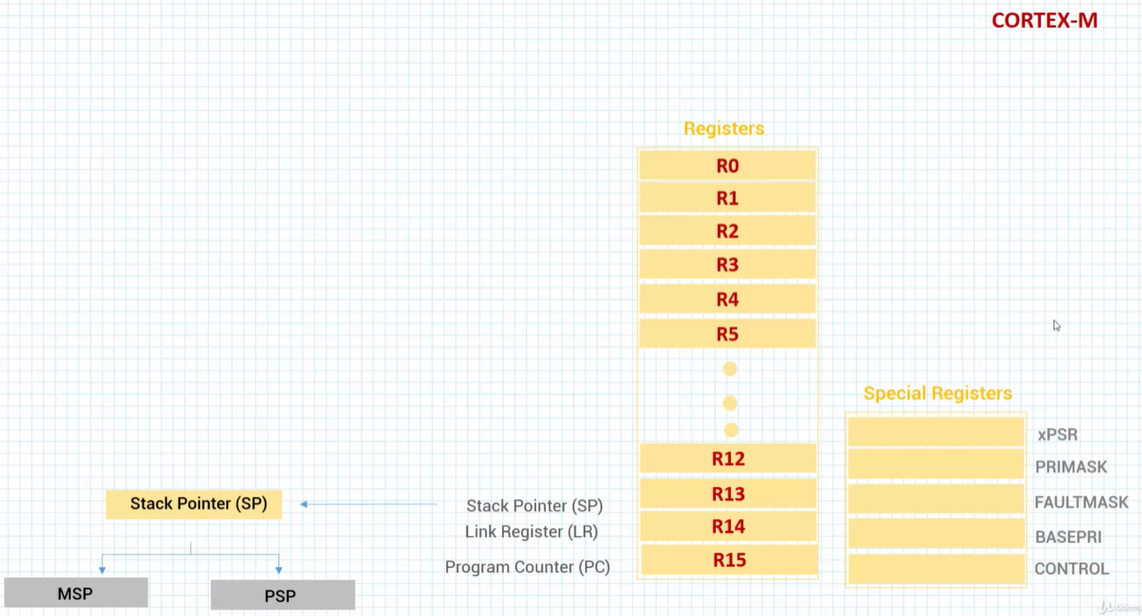 CORTEX-M
Registers
R0
R1
R2
R3
R4
R5
R12
R13
R14
R15
Stack Pointer (SP)
Link Register (LR)
Program Counter (PC)
Stack Pointer (SP)
MSP
PSP
Special Registers
xPSR
PRIMASK
FAULTMASK
BASEPRI
CONTROL
Udemy